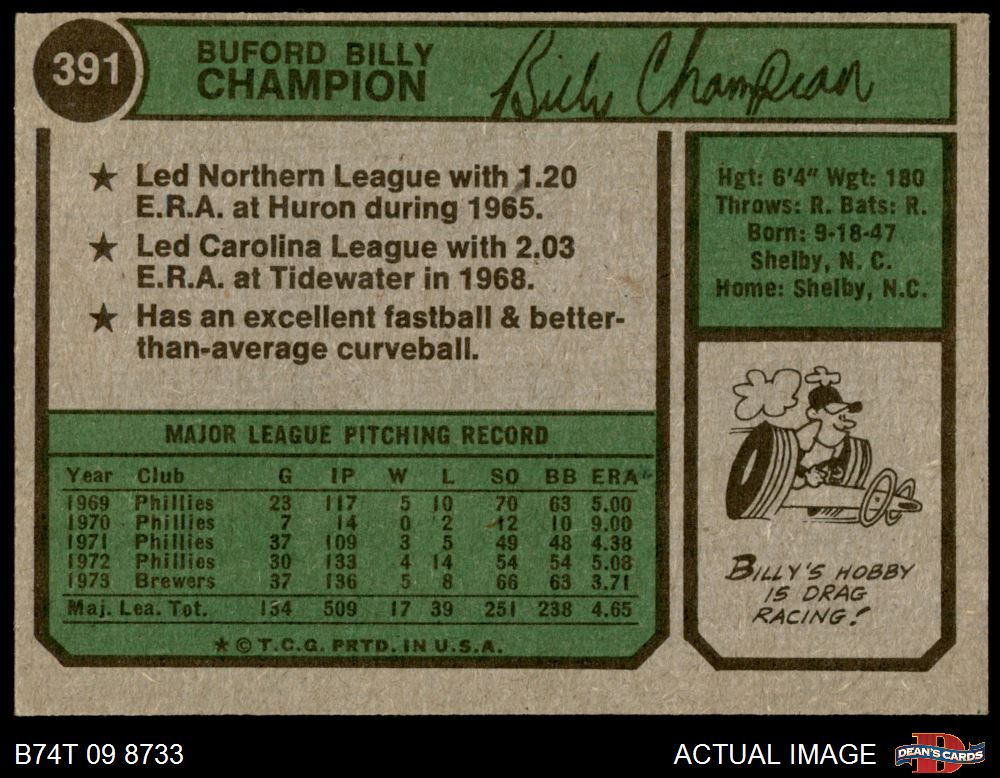 391
BUFORD BILLY
CHAMPION
Billy Champion
★ Led Northern League with 1.20
E.R.A. at Huron during 1965.
★ Led Carolina League with 2.03
E.R.A. at Tidewater in 1968.
★ Has an excellent fastball & better-
than-average curveball.
Hgt: 6'4" Wgt: 180
Throws: R. Bats: R.
Born: 9-18-47
Shelby, N. C.
Home: Shelby, N.C.
MAJOR LEAGUE PITCHING RECORD
Year Club G IP W L SO BB ERA
1969 Phillies 23 117 5 10 70 63 5.00
1970 Phillies 7 14 0 2 12 10 9.00
1971 Phillies 37 109 3 5 49 48 4.38
1972 Phillies 30 133 4 14 54 54 5.08
1973 Brewers 37 136 5 8 66 63 3.71
Maj. Lea. Tot. 134 509 17 39 251 238 4.65
★ © T.C.G. PRTD. IN U.S.A.
BILLY'S HOBBY
IS DRAG
RACING!
B74T 09 8733
ACTUAL IMAGE
DEAN'S CARDS